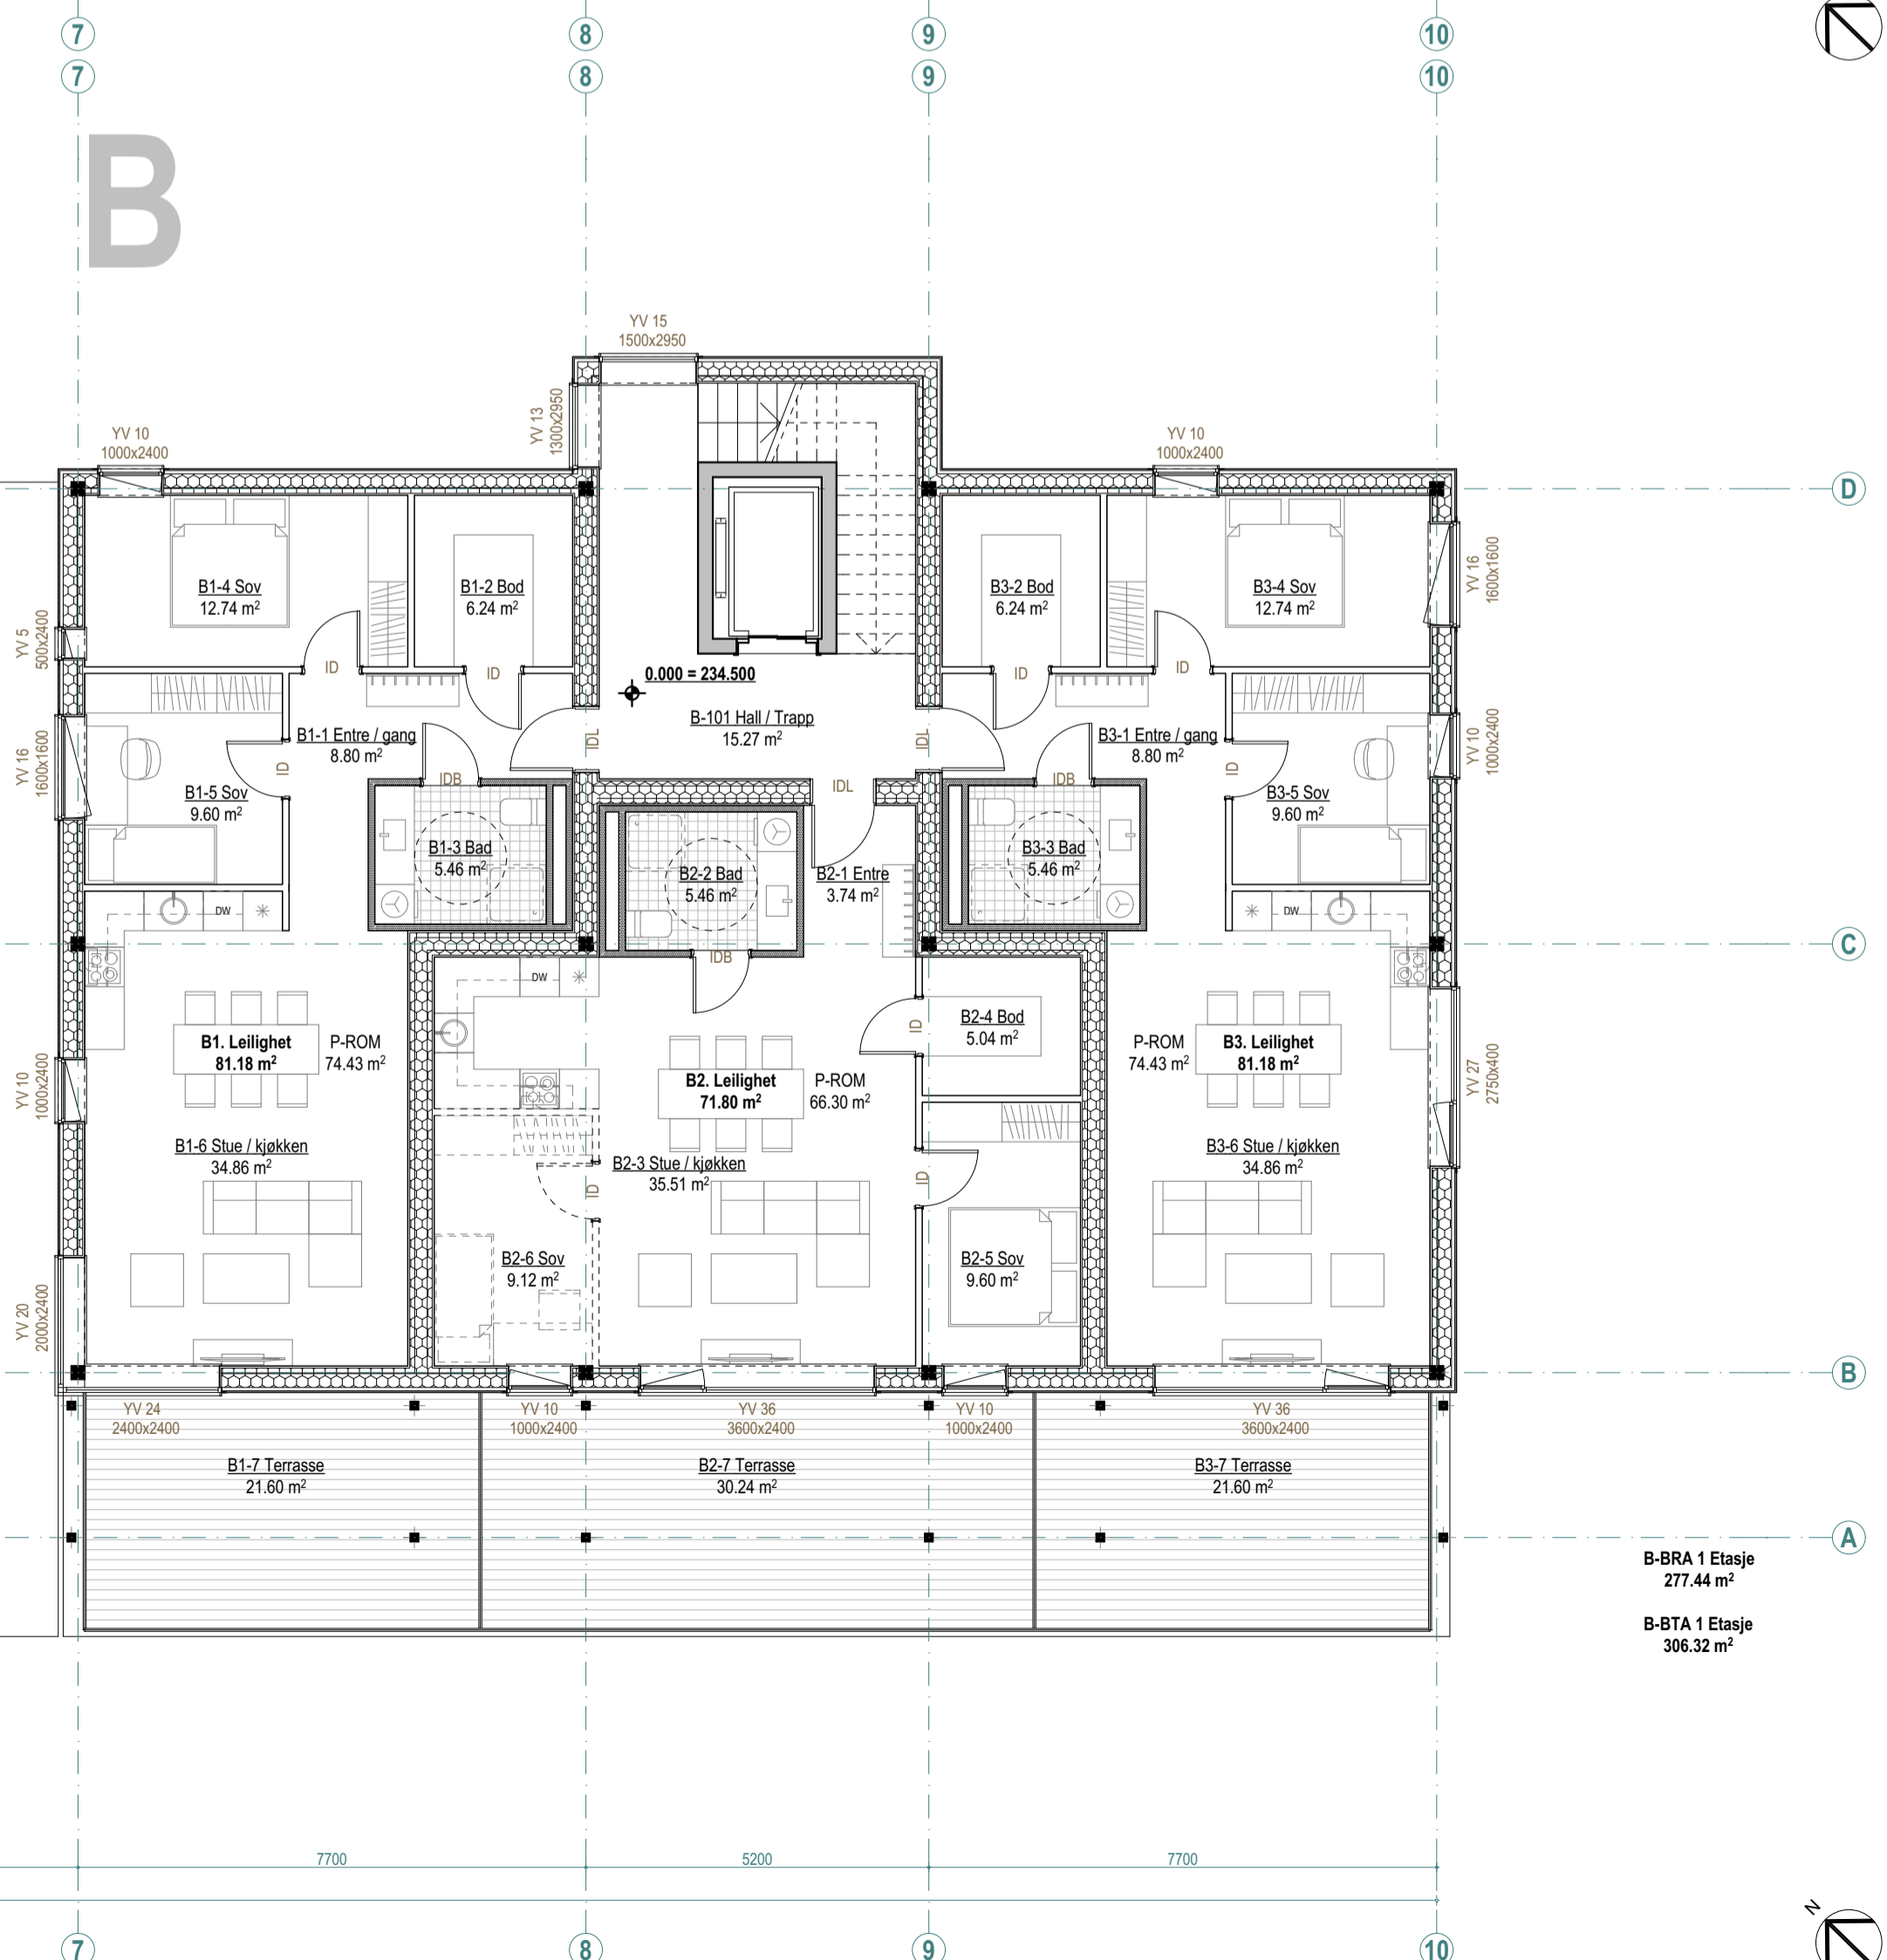 7 8 9 10
7 8 9 10
B
YV 15
1500x2950
YV 13
1300x2950
YV 10
1000x2400
YV 10
1000x2400
D
B1-4 Sov
12.74 m²
B1-2 Bod
6.24 m²
B3-2 Bod
6.24 m²
B3-4 Sov
12.74 m²
YV 16
1600x1600
YV 5
500x2400
ID
ID
ID
ID
0.000 = 234.500
B-101 Hall / Trapp
15.27 m²
IDL
IDL
B1-1 Entre / gang
8.80 m²
B3-1 Entre / gang
8.80 m²
YV 16
1600x1600
YV 10
1000x2400
ID
ID
IDB
IDL
IDB
B1-5 Sov
9.60 m²
B3-5 Sov
9.60 m²
B1-3 Bad
5.46 m²
B2-2 Bad
5.46 m²
B2-1 Entre
3.74 m²
B3-3 Bad
5.46 m²
DW
DW
C
IDB
DW
B2-4 Bod
5.04 m²
ID
B1. Leilighet
81.18 m²
P-ROM
74.43 m²
P-ROM
74.43 m²
B3. Leilighet
81.18 m²
YV 10
1000x2400
B2. Leilighet
71.80 m²
P-ROM
66.30 m²
YV 27
2750x400
B1-6 Stue / kjøkken
34.86 m²
B2-3 Stue / kjøkken
35.51 m²
B3-6 Stue / kjøkken
34.86 m²
ID
ID
B2-6 Sov
9.12 m²
B2-5 Sov
9.60 m²
YV 20
2000x2400
B
YV 24
2400x2400
YV 10
1000x2400
YV 36
3600x2400
YV 10
1000x2400
YV 36
3600x2400
B1-7 Terrasse
21.60 m²
B2-7 Terrasse
30.24 m²
B3-7 Terrasse
21.60 m²
A
B-BRA 1 Etasje
277.44 m²
B-BTA 1 Etasje
306.32 m²
7700 5200 7700
N
7 8 9 10